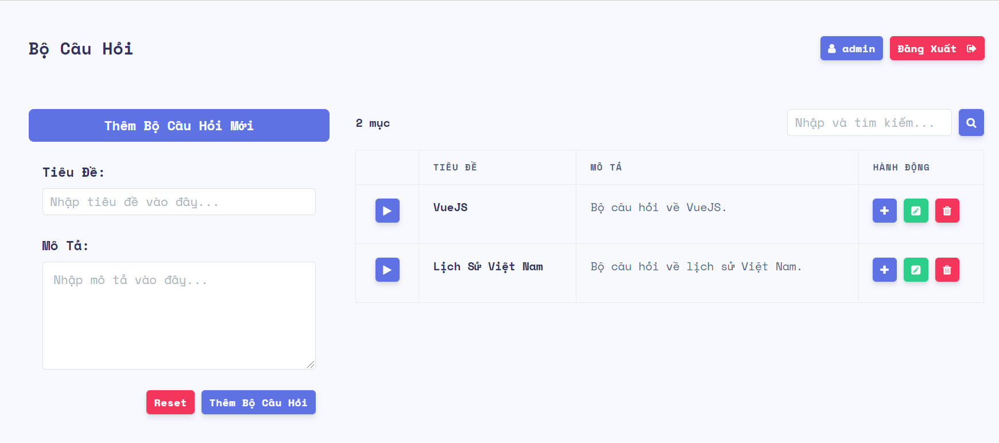 Bộ Câu Hỏi
admin
Đăng Xuất
Thêm Bộ Câu Hỏi Mới
Tiêu Đề:
Nhập tiêu đề vào đây...
Mô Tả:
Nhập mô tả vào đây...
Reset
Thêm Bộ Câu Hỏi
2 mục
Nhập và tìm kiếm...
TIÊU ĐỀ
MÔ TẢ
HÀNH ĐỘNG
VueJS
Bộ câu hỏi về VueJS.
Lịch Sử Việt Nam
Bộ câu hỏi về lịch sử Việt Nam.